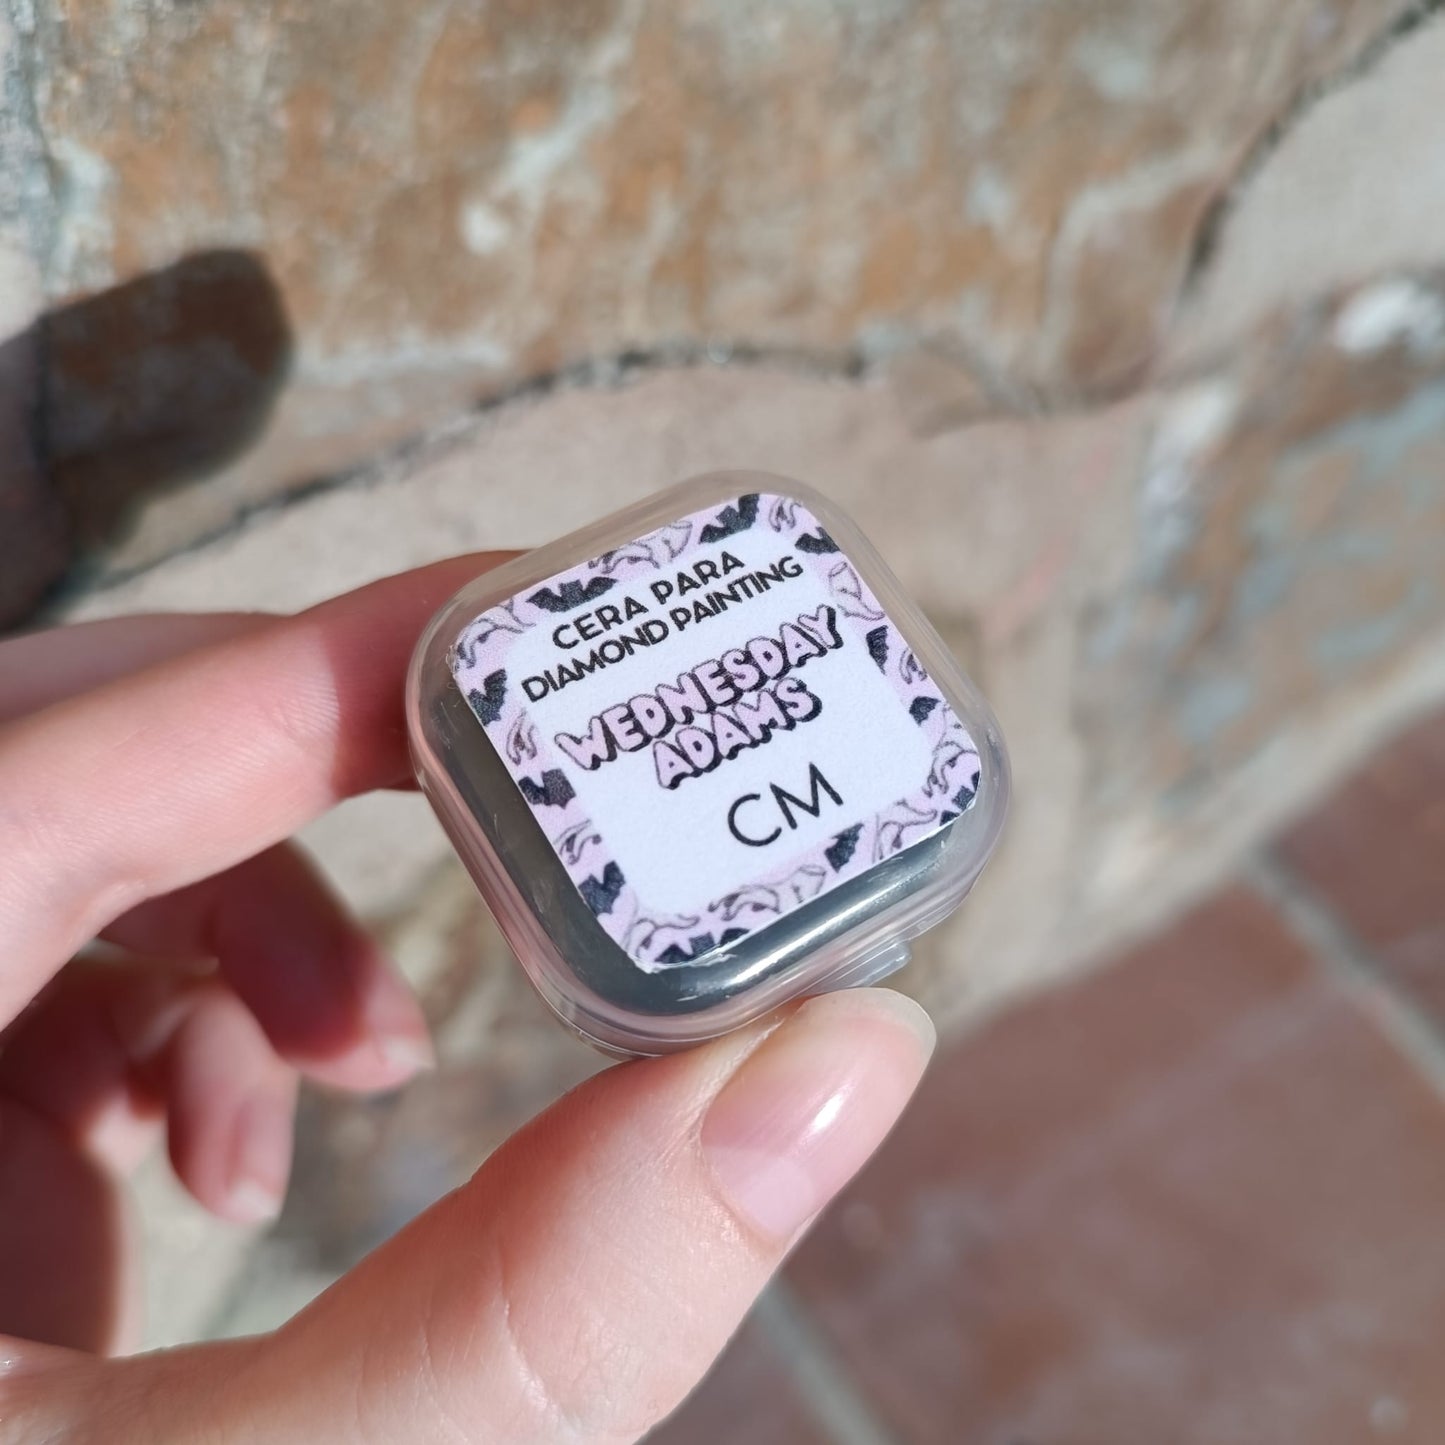 CERA PARA
DIAMOND PAINTING
WEDNESDAY
ADAMS
CM